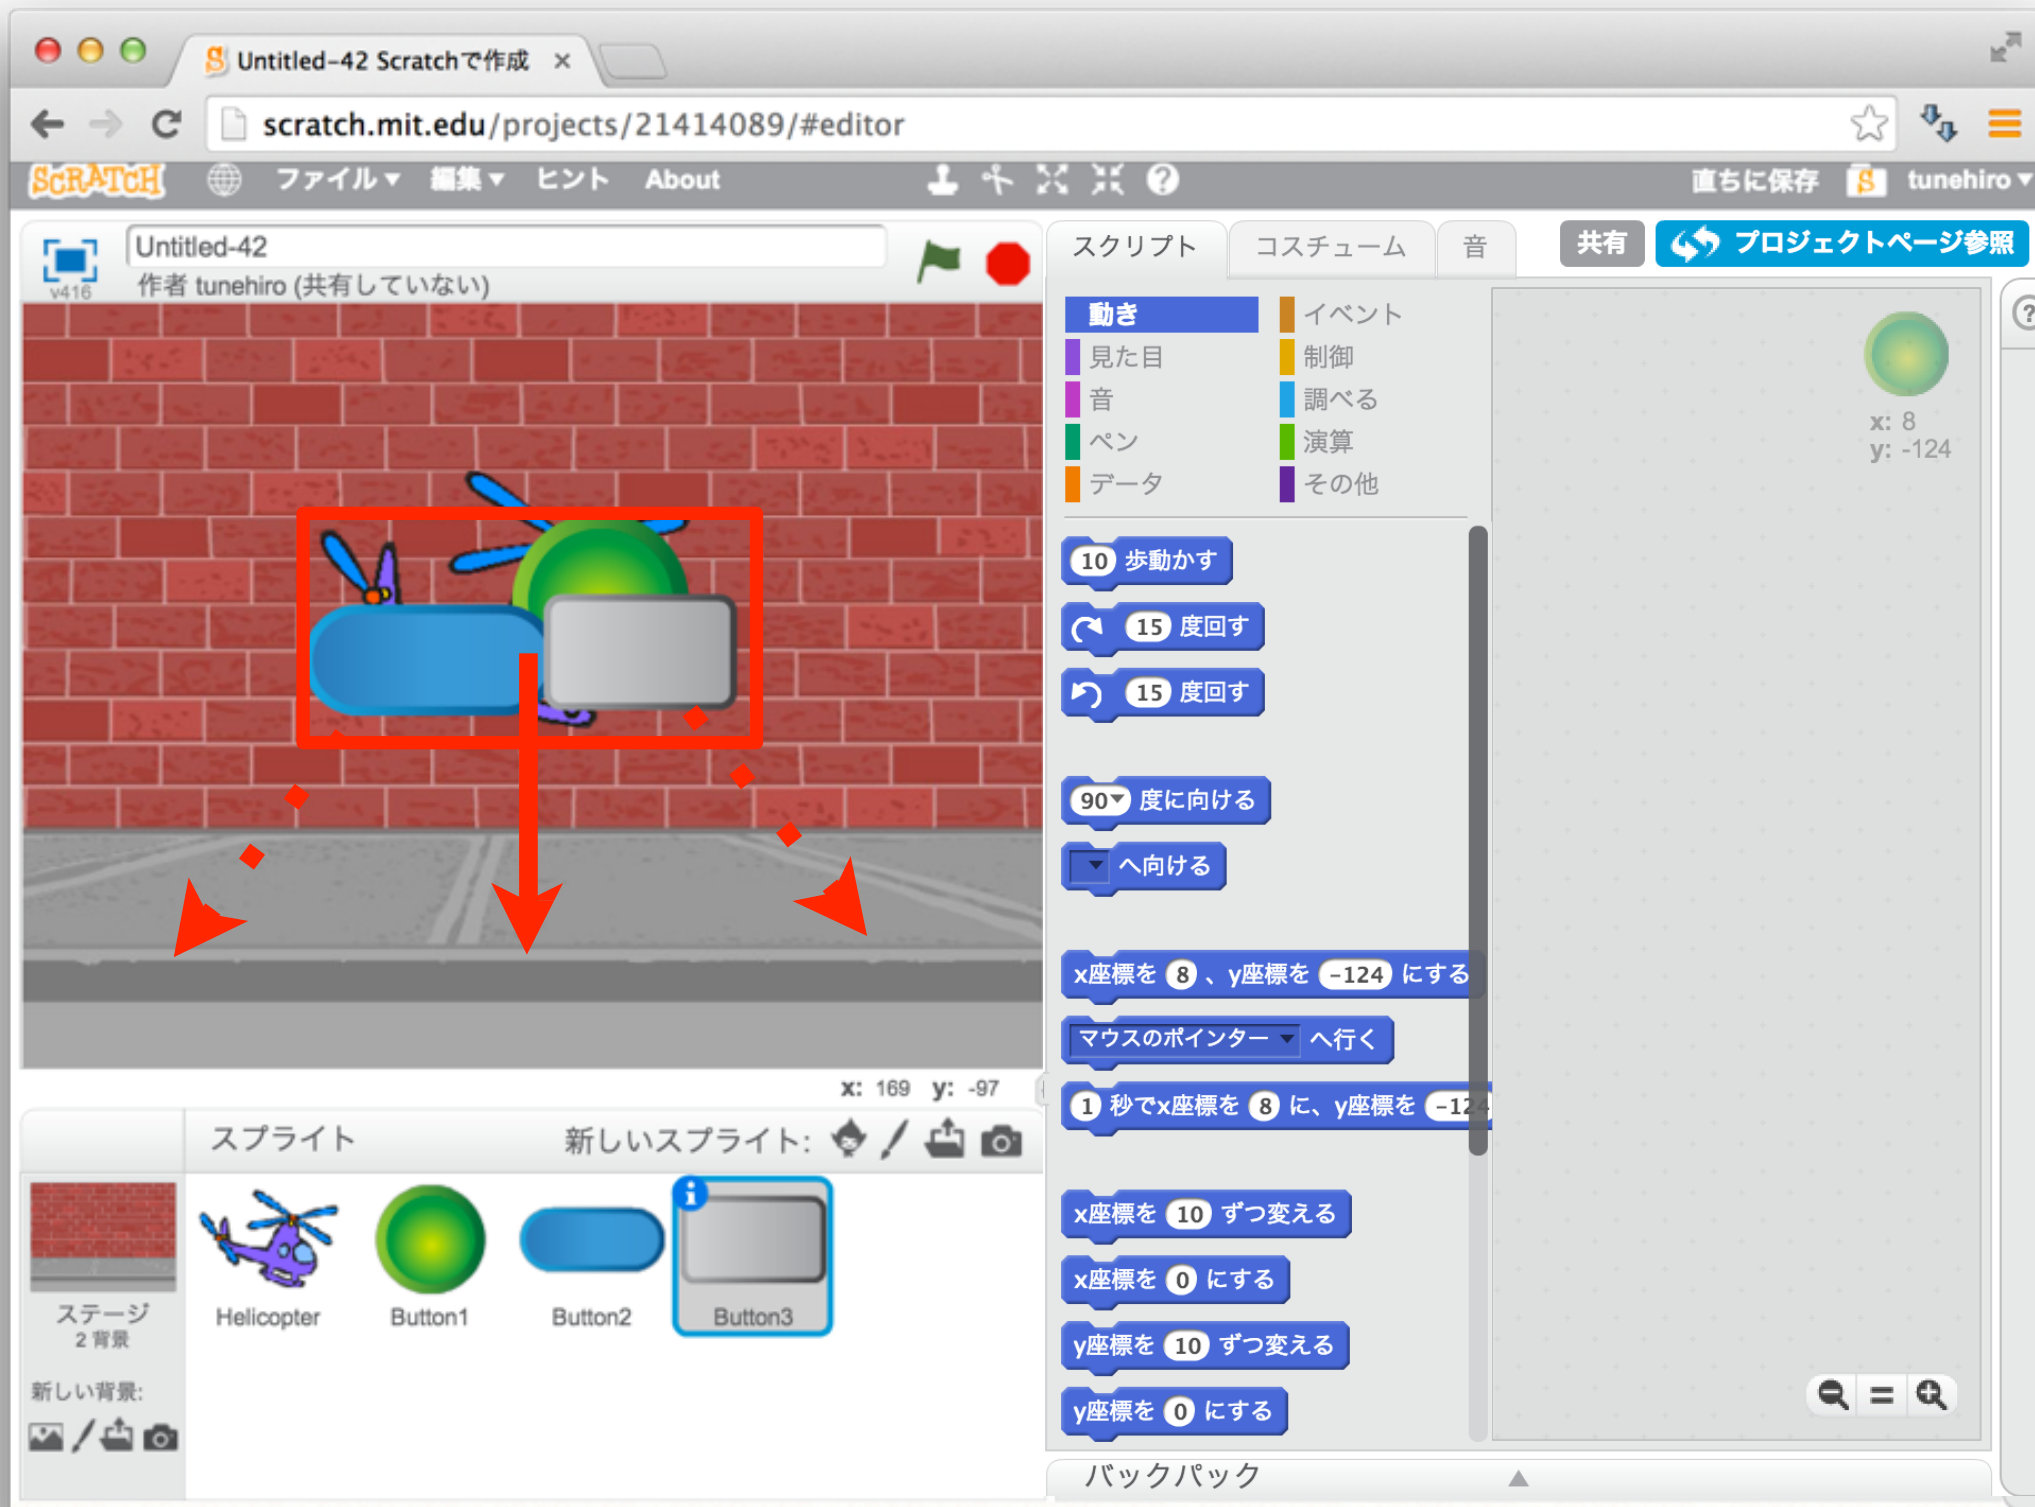 Untitled-42 Scratchで作成
scratch.mit.edu/projects/21414089/#editor
SCRATCH ファイル 編集 ヒント About 直ちに保存 tunehiro
Untitled-42
作者 tunehiro (共有していない)
v416
スクリプト コスチューム 音 共有 プロジェクトページ参照
動き イベント
見た目 制御
音 調べる
ペン 演算
データ その他
x: 8
y: -124
10 歩動かす
15 度回す
15 度回す
90 度に向ける
へ向ける
x座標を 8 、y座標を -124 にする
マウスのポインター へ行く
1 秒でx座標を 8 に、y座標を -124
x座標を 10 ずつ変える
x座標を 0 にする
y座標を 10 ずつ変える
y座標を 0 にする
x: 169 y: -97
スプライト 新しいスプライト:
Helicopter Button1 Button2 Button3
ステージ
2 背景
新しい背景:
バックパック